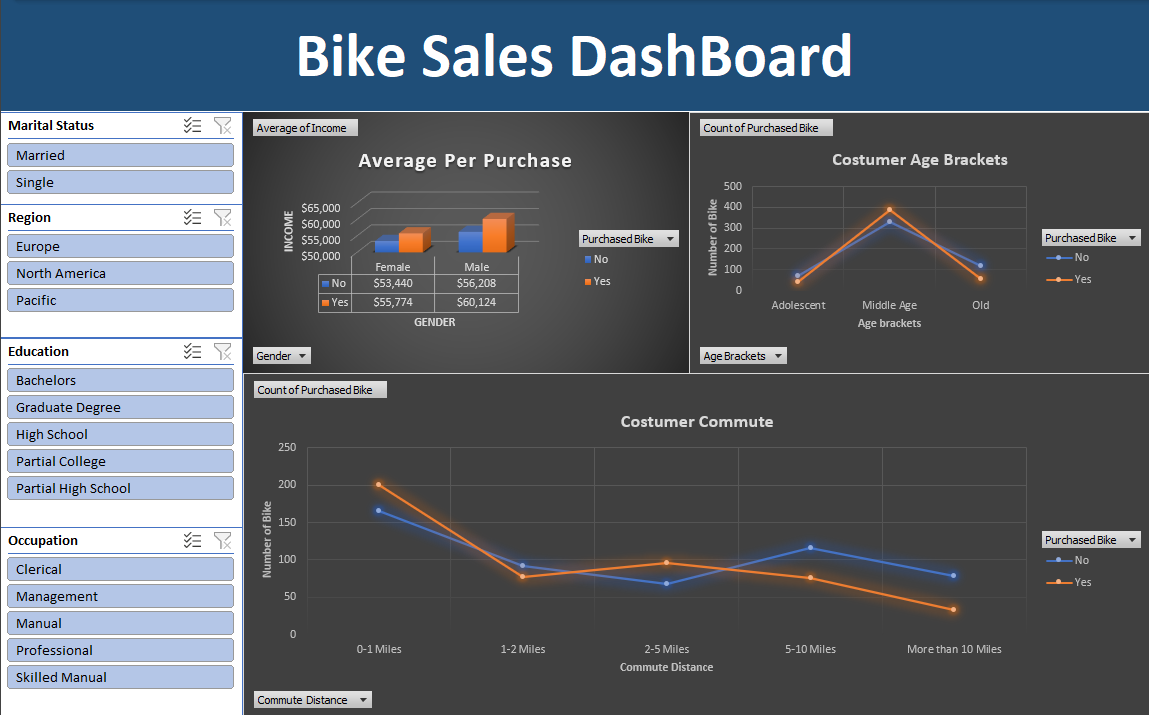 Bike Sales DashBoard
Marital Status
Married
Single
Region
Europe
North America
Pacific
Education
Bachelors
Graduate Degree
High School
Partial College
Partial High School
Occupation
Clerical
Management
Manual
Professional
Skilled Manual
Average of Income
Average Per Purchase
$65,000
$60,000
$55,000
$50,000
INCOME
Female Male
No $53,440 $56,208
Yes $55,774 $60,124
GENDER
Purchased Bike
No
Yes
Gender
Count of Purchased Bike
Costumer Age Brackets
500
400
300
200
100
0
Number of Bike
Adolescent Middle Age Old
Age brackets
Purchased Bike
No
Yes
Age Brackets
Count of Purchased Bike
Costumer Commute
250
200
150
100
50
0
Number of Bike
0-1 Miles 1-2 Miles 2-5 Miles 5-10 Miles More than 10 Miles
Commute Distance
Purchased Bike
No
Yes
Commute Distance